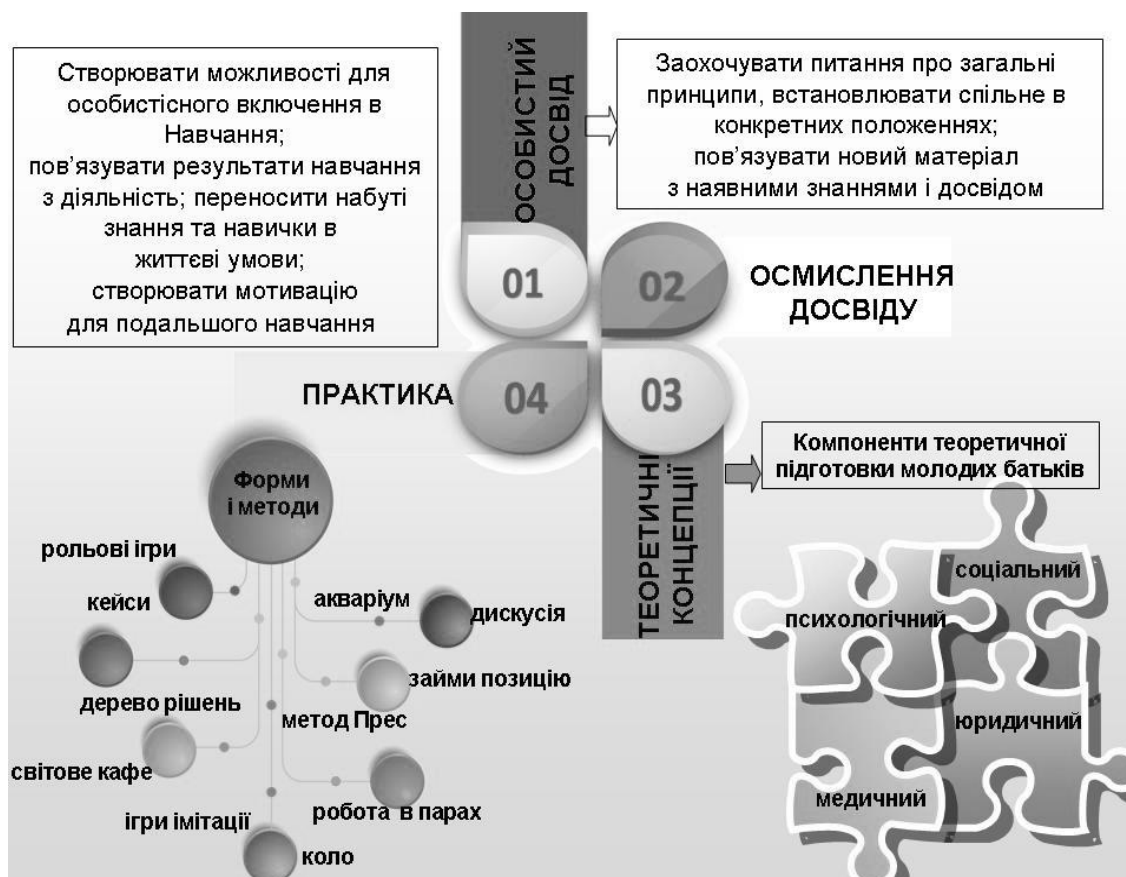 Створювати можливості для
особистісного включення в
Навчання;
пов’язувати результати навчання
з діяльність; переносити набуті
знання та навички в
життєві умови;
створювати мотивацію
для подальшого навчання
ОСОБИСТИЙ
ДОСВІД
Заохочувати питання про загальні
принципи, встановлювати спільне в
конкретних положеннях;
пов’язувати новий матеріал
з наявними знаннями і досвідом
01
02
ОСМИСЛЕННЯ
ДОСВІДУ
ПРАКТИКА
04
03
ТЕОРЕТИЧНІ
КОНЦЕПЦІЇ
Компоненти теоретичної
підготовки молодих батьків
Форми
і методи
рольові ігри
кейси
акваріум
дискусія
дерево рішень
займи позицію
метод Прес
світове кафе
робота в парах
ігри імітації
коло
соціальний
психологічний
юридичний
медичний